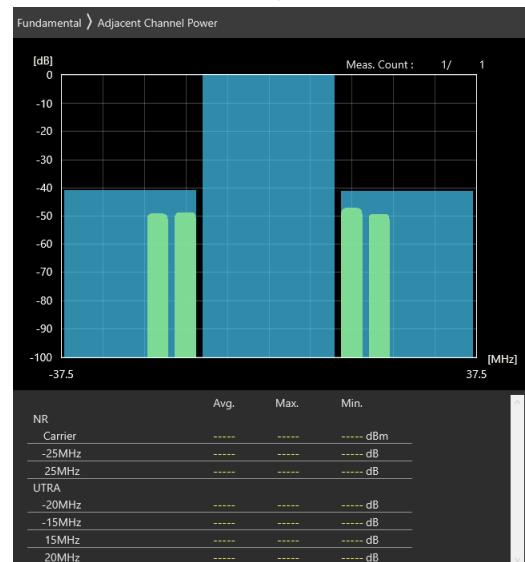 Fundamental ❭ Adjacent Channel Power
[dB] Meas. Count : 1/ 1
0
-10
-20
-30
-40
-50
-60
-70
-80
-90
-100 [MHz]
-37.5 37.5
Avg. Max. Min.
NR
Carrier ----- ----- ----- dBm
-25MHz ----- ----- ----- dB
25MHz ----- ----- ----- dB
UTRA
-20MHz ----- ----- ----- dB
-15MHz ----- ----- ----- dB
15MHz ----- ----- ----- dB
20MHz ----- ----- ----- dB